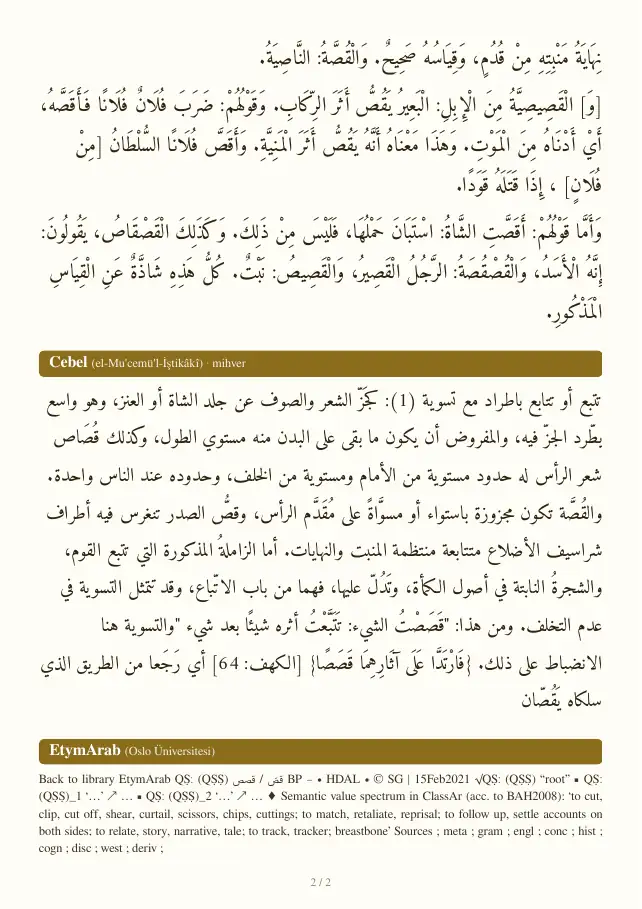 نِهَايَةُ مَنْبِتِهِ مِنْ قُدُمٍ، وَقِيَاسُهُ صَحِيحٌ. وَالْقُصَّةُ: النَّاصِيَةُ.
[وَ] الْقَصِيصِيَّةُ مِنَ الْإِبِلِ: الْبَعِيرُ يَقُصُّ أَثَرَ الرِّكَابِ. وَقَوْلُهُمْ: ضَرَبَ فُلَانٌ فُلَانًا فَأَقَصَّهُ،
أَيْ أَدْنَاهُ مِنَ الْمَوْتِ. وَهَذَا مَعْنَاهُ أَنَّهُ يَقُصُّ أَثَرَ الْمَنِيَّةِ. وَأَقَصَّ فُلَانًا السُّلْطَانُ [مِنْ
فُلَانٍ] ، إِذَا قَتَلَهُ قَوَدًا.
وَأَمَّا قَوْلُهُمْ: أَقَصَّتِ الشَّاةُ: اسْتَبَانَ حَمْلُهَا، فَلَيْسَ مِنْ ذَلِكَ. وَكَذَلِكَ الْقَصْقَاصُ، يَقُولُونَ:
إِنَّهُ الْأَسَدُ، وَالْقُصْقُصَةُ: الرَّجُلُ الْقَصِيرُ، وَالْقَصِيصُ: نَبْتٌ. كُلُّ هَذِهِ شَاذَّةٌ عَنِ الْقِيَاسِ
الْمَذْكُورِ.
Cebel (el-Mu'cemü'l-İştikâkî) · mihver
تتبع أو تتابع باطراد مع تسوية (1): كَجَزّ الشعر والصوف عن جلد الشاة أو العنز، وهو واسع
بطّرد الجزّ فيه، والمفروض أن يكون ما بقى على البدن منه مستوي الطول، وكذلك قُصَاص
شعر الرأس له حدود مستوية من الأمام ومستوية من الخلف، وحدوده عند الناس واحدة.
والقُصَّة تكون مجزوزة باستواء أو مسوَّاةً على مُقَدَّم الرأس، وقصُّ الصدر تنغرس فيه أطراف
شراسيف الأضلاع متتابعة منتظمة المنبت والنهايات. أما الزاملةُ المذكورة التي تتبع القوم،
والشجرةُ النابتة في أصول الكمأة، وتَدُلّ عليها، فهما من باب الاتّباع، وقد تتمثل التسوية في
عدم التخلف. ومن هذا: "قَصَصْتُ الشيء: تَتَبَّعْتُ أثره شيئًا بعد شيء "والتسوية هنا
الانضباط على ذلك. {فَارْتَدَّا عَلَى آثَارِهِمَا قَصَصًا} [الكهف: 64] أي رَجَعا من الطريق الذي
سلكاه يَقُصّان
EtymArab (Oslo Üniversitesi)
Back to library EtymArab QṢ: (QṢṢ) قصّ / قصص BP – • HDAL • © SG | 15Feb2021 √QṢ: (QṢṢ) “root” ▪ QṢ:
(QṢṢ)_1 ‘…’ ↗ … ▪ QṢ: (QṢṢ)_2 ‘…’ ↗ … ♦ Semantic value spectrum in ClassAr (acc. to BAH2008): ‘to cut,
clip, cut off, shear, curtail, scissors, chips, cuttings; to match, retaliate, reprisal; to follow up, settle accounts on
both sides; to relate, story, narrative, tale; to track, tracker; breastbone’ Sources ; meta ; gram ; engl ; conc ; hist ;
cogn ; disc ; west ; deriv ;
2 / 2